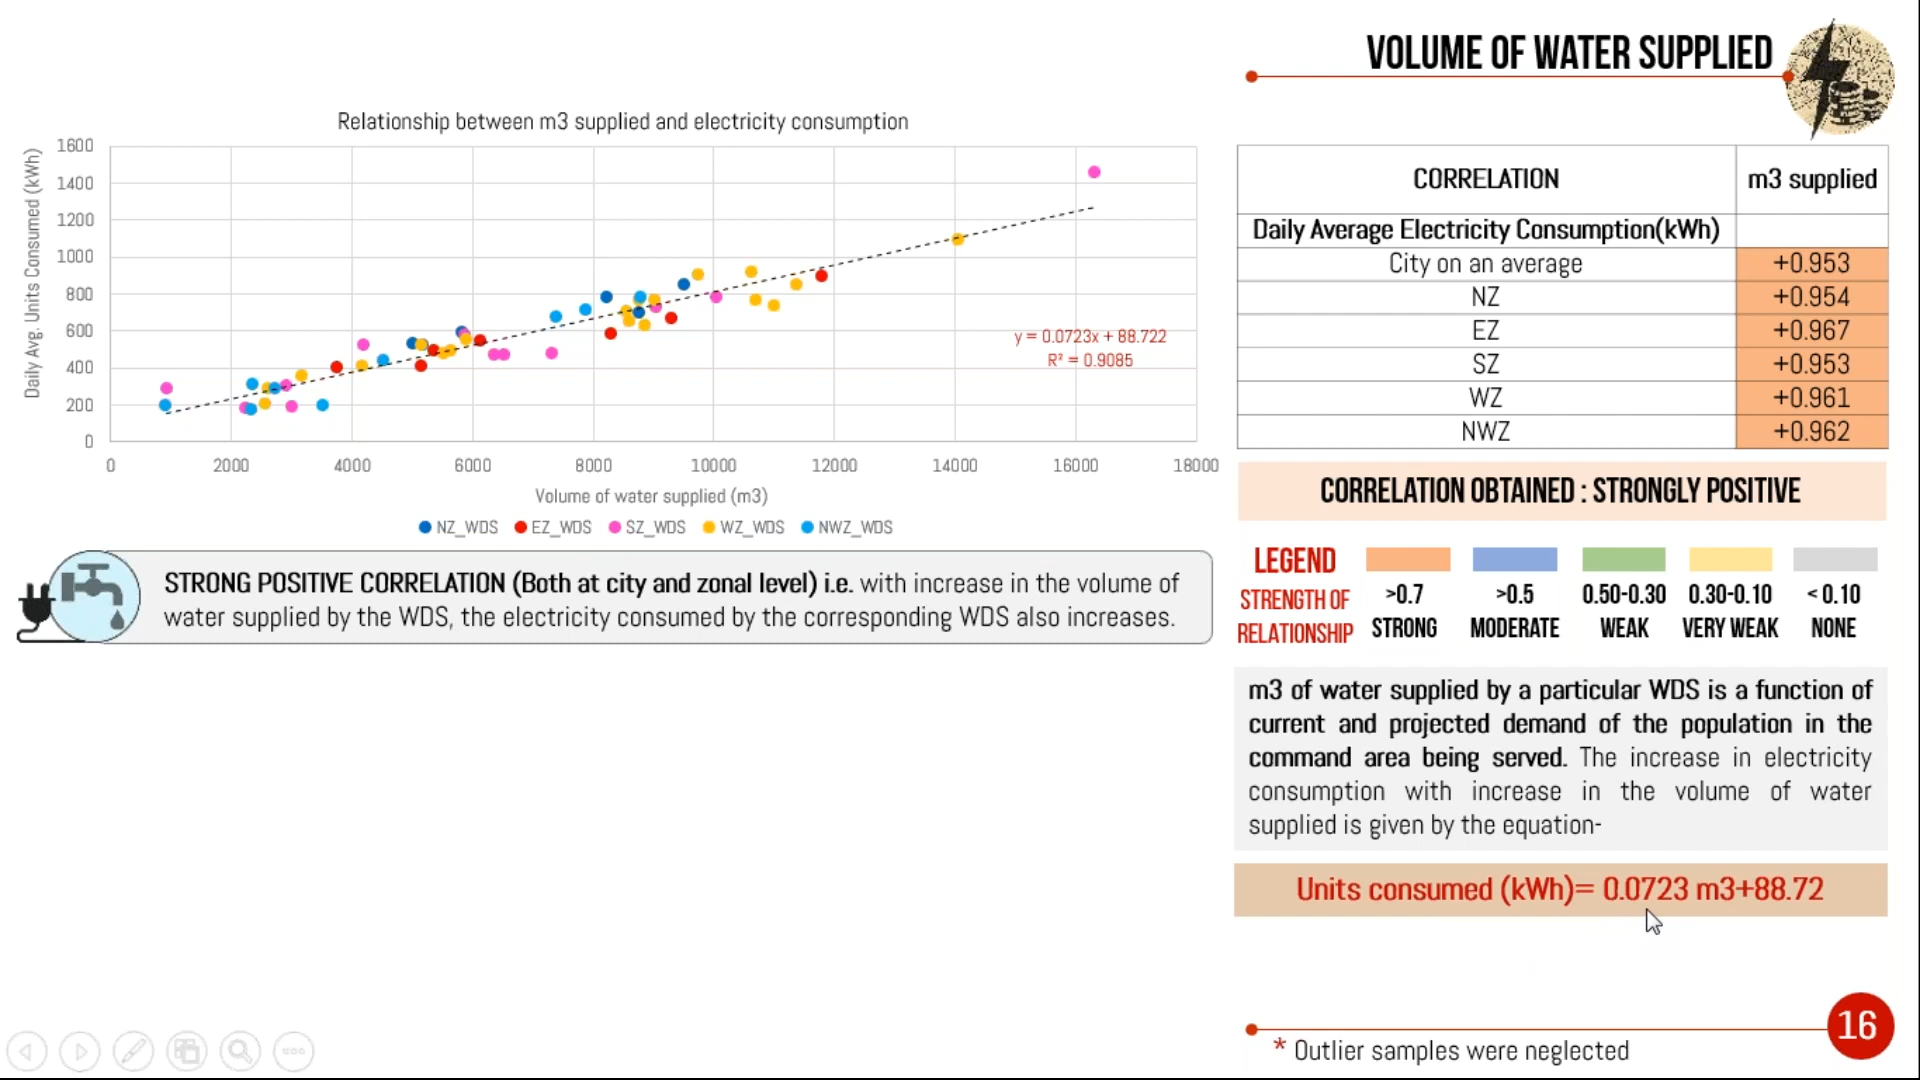 VOLUME OF WATER SUPPLIED
Relationship between m3 supplied and electricity consumption
Daily Avg. Units Consumed (kWh)
1600
1400
1200
1000
800
600
400
200
0
y = 0.0723x + 88.722
R² = 0.9085
0 2000 4000 6000 8000 10000 12000 14000 16000 18000
Volume of water supplied (m3)
NZ_WDS EZ_WDS SZ_WDS WZ_WDS NWZ_WDS
STRONG POSITIVE CORRELATION (Both at city and zonal level) i.e. with increase in the volume of
water supplied by the WDS, the electricity consumed by the corresponding WDS also increases.
CORRELATION m3 supplied
Daily Average Electricity Consumption(kWh)
City on an average +0.953
NZ +0.954
EZ +0.967
SZ +0.953
WZ +0.961
NWZ +0.962
CORRELATION OBTAINED : STRONGLY POSITIVE
LEGEND
STRENGTH OF
RELATIONSHIP
>0.7 >0.5 0.50-0.30 0.30-0.10 < 0.10
STRONG MODERATE WEAK VERY WEAK NONE
m3 of water supplied by a particular WDS is a function of
current and projected demand of the population in the
command area being served. The increase in electricity
consumption with increase in the volume of water
supplied is given by the equation-
Units consumed (kWh)= 0.0723 m3+88.72
* Outlier samples were neglected
16